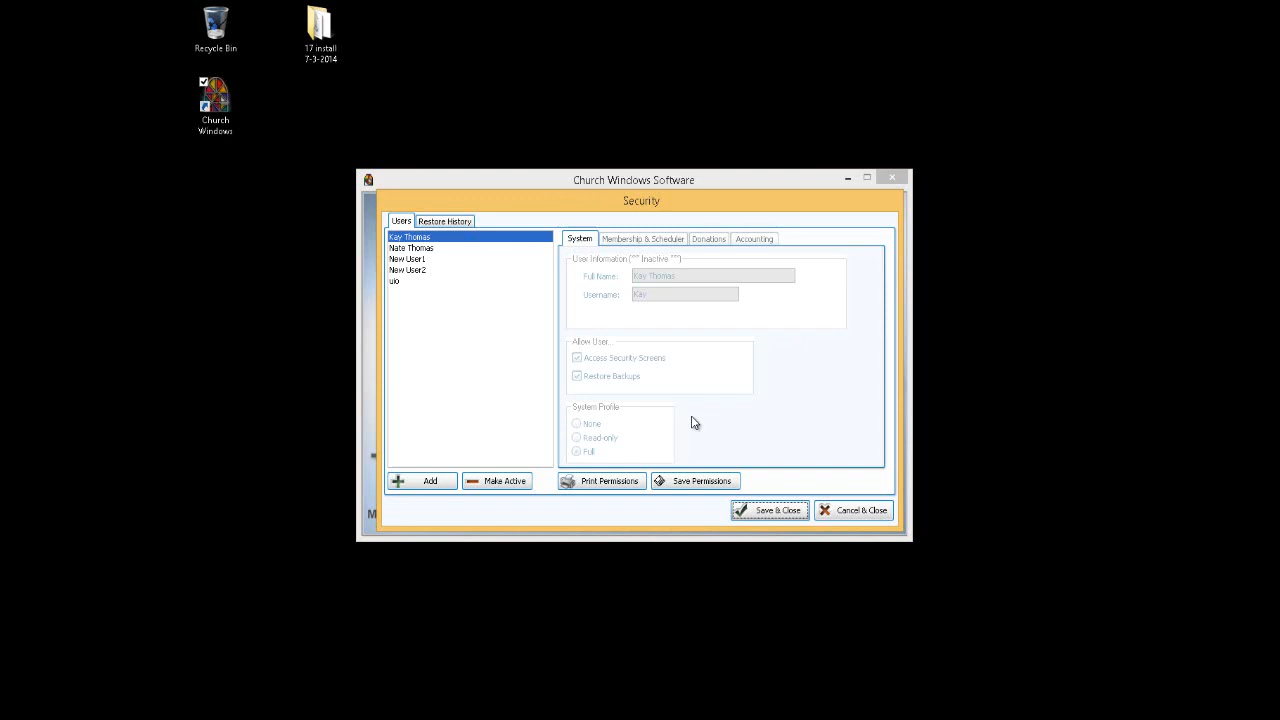 Recycle Bin
17 install
7-3-2014
Church
Windows
Church Windows Software
Security
Users
Restore History
Kay Thomas
Nate Thomas
New User1
New User2
uio
System
Membership & Scheduler
Donations
Accounting
User Information (** Inactive **)
Full Name:
Kay Thomas
Username:
Kay
Allow User...
Access Security Screens
Restore Backups
System Profile
None
Read-only
Full
Add
Make Active
Print Permissions
Save Permissions
M
Save & Close
Cancel & Close